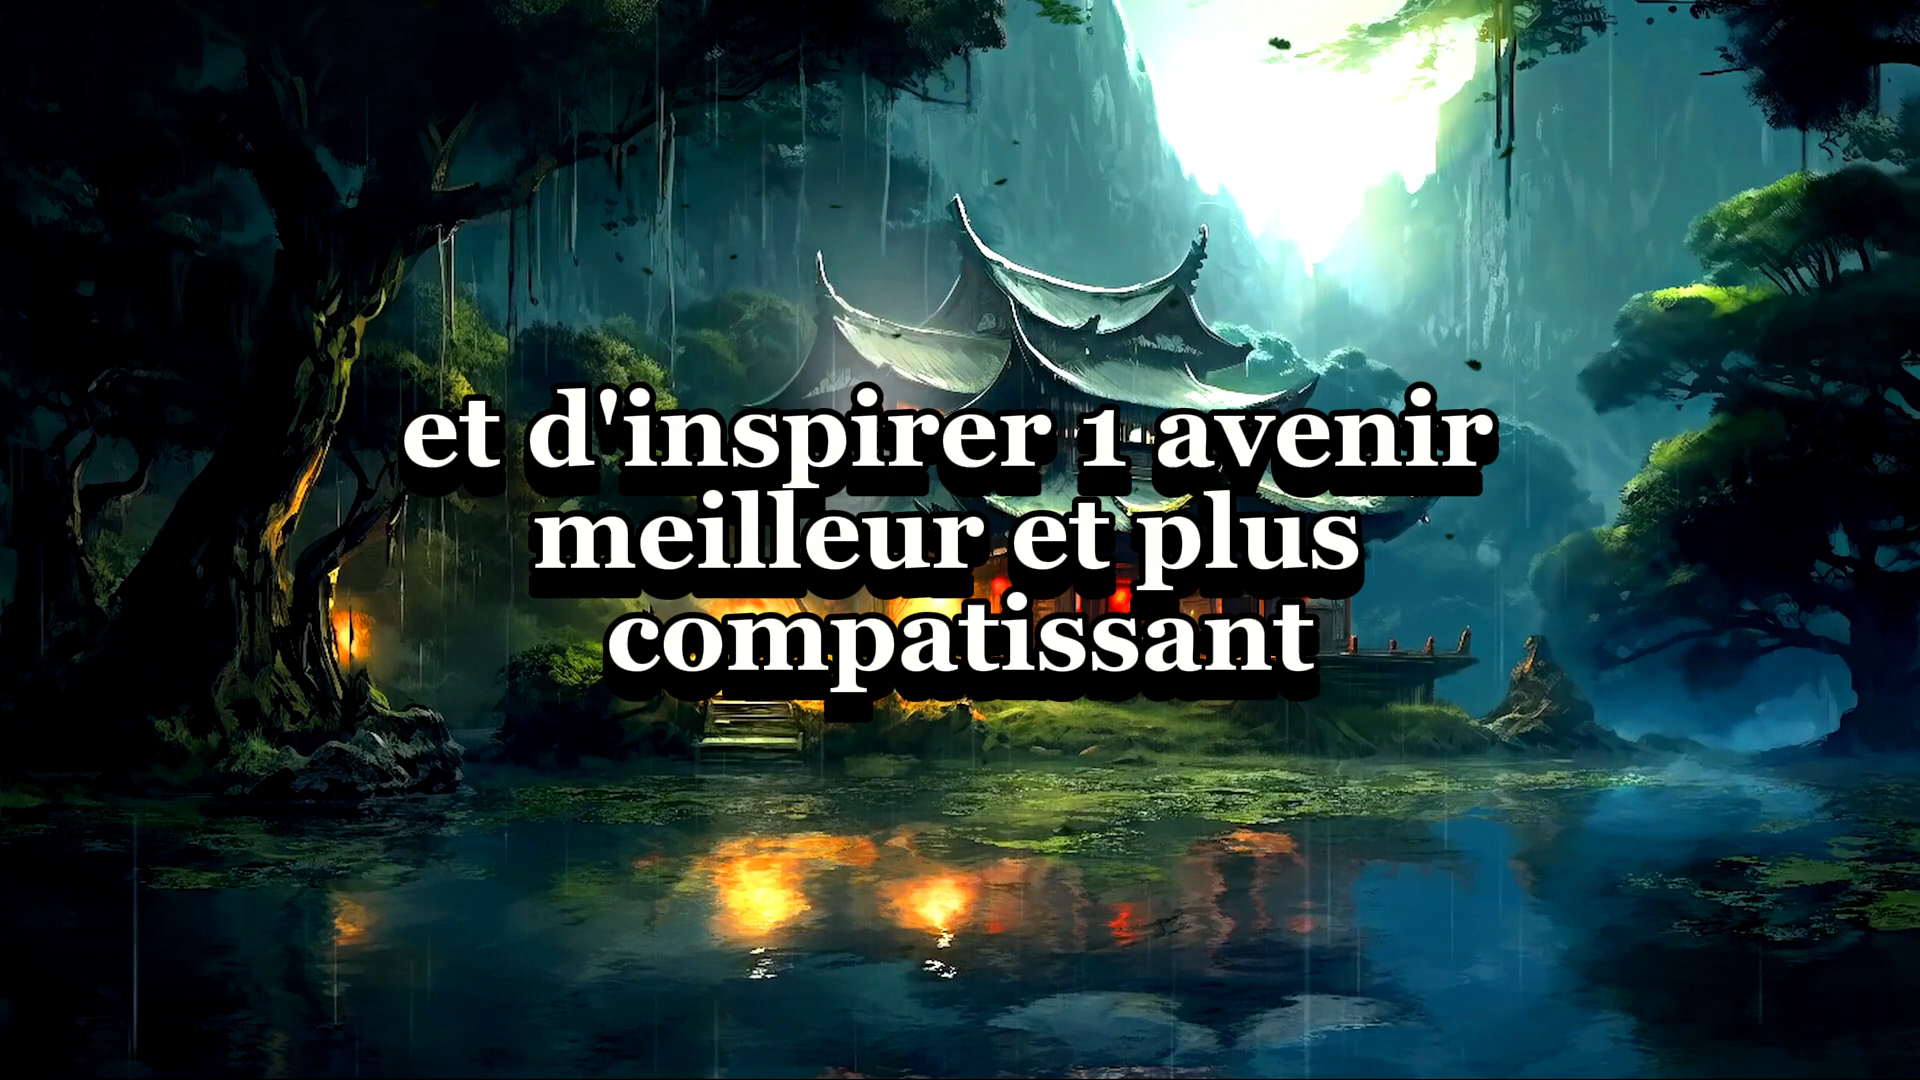 et d'inspirer 1 avenir
meilleur et plus
compatissant